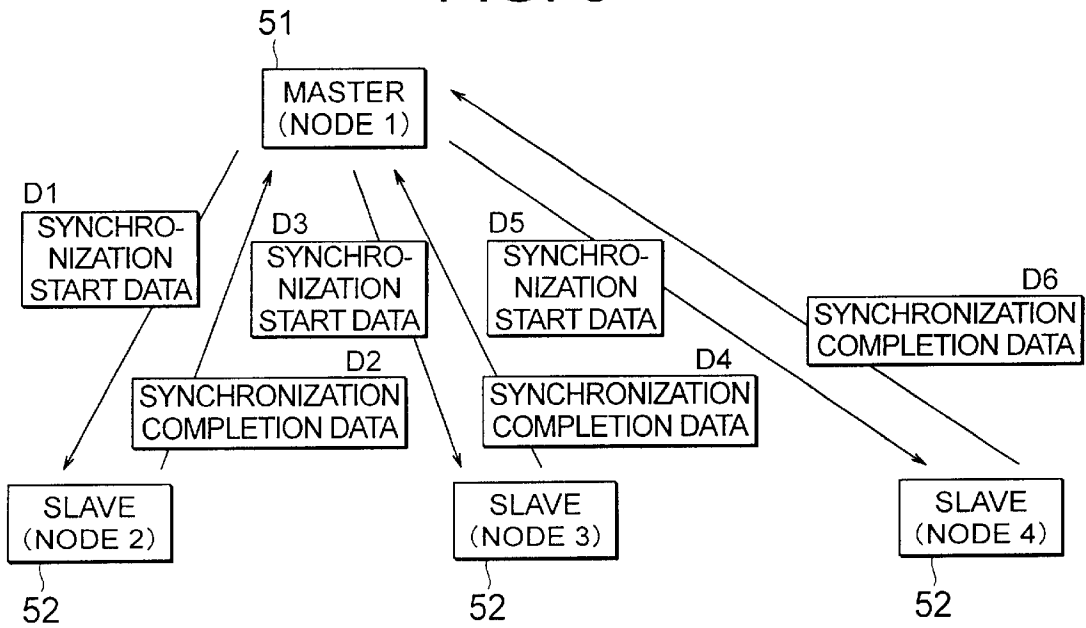 51
MASTER
(NODE 1)
D1
SYNCHRO-
NIZATION
START DATA
D3
SYNCHRO-
NIZATION
START DATA
D5
SYNCHRO-
NIZATION
START DATA
D6
SYNCHRONIZATION
COMPLETION DATA
D2
SYNCHRONIZATION
COMPLETION DATA
D4
SYNCHRONIZATION
COMPLETION DATA
SLAVE
(NODE 2)
52
SLAVE
(NODE 3)
52
SLAVE
(NODE 4)
52